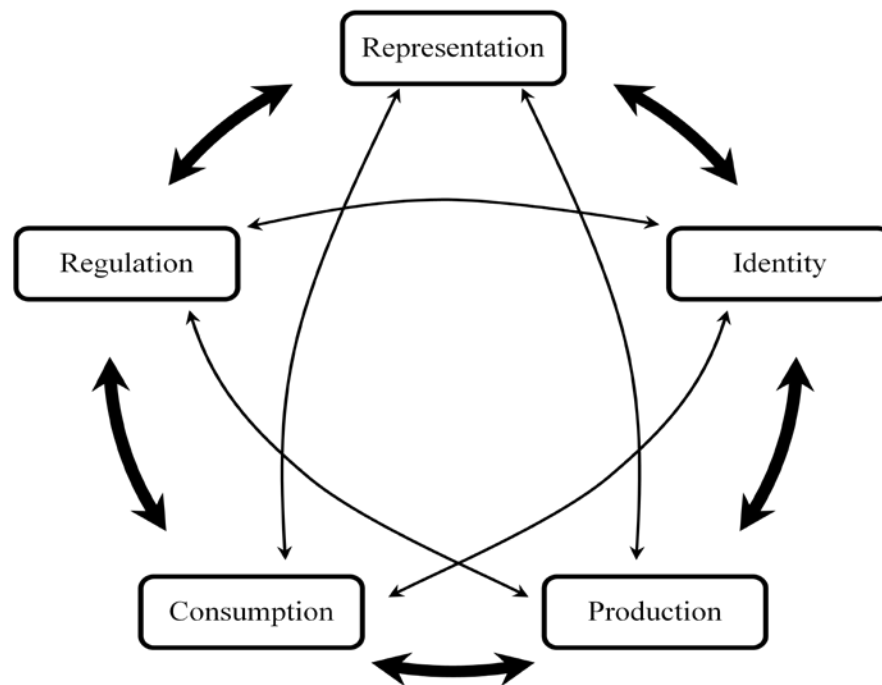 Representation
Regulation
Identity
Consumption
Production